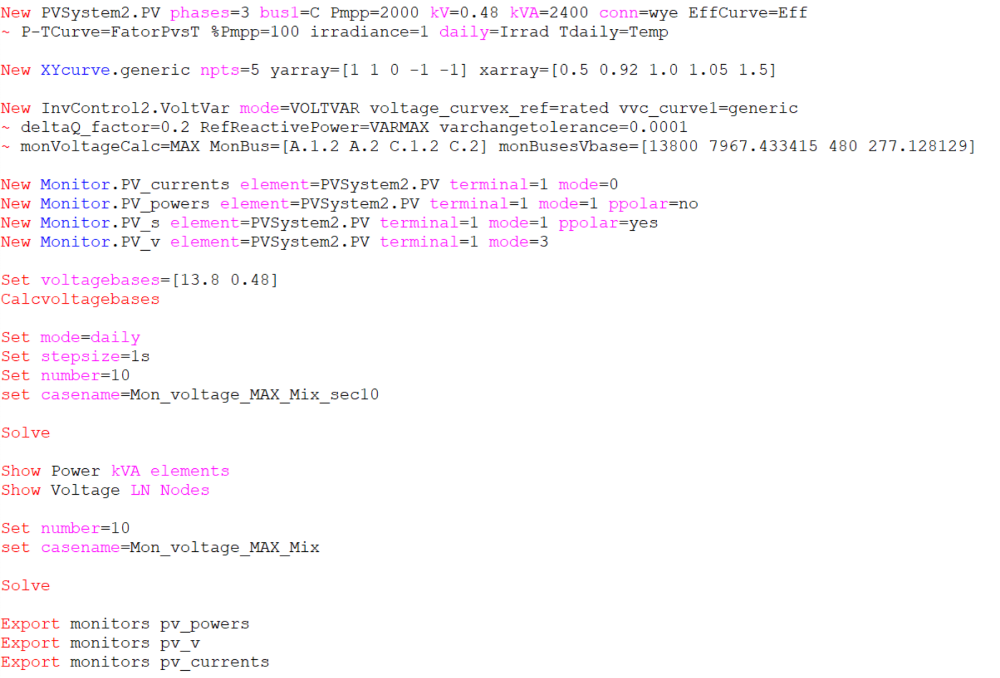 New PVSystem2.PV phases=3 bus1=C Pmpp=2000 kV=0.48 kVA=2400 conn=wye EffCurve=Eff
~ P-TCurve=FatorPvsT %Pmpp=100 irradiance=1 daily=Irrad Tdaily=Temp
New XYcurve.generic npts=5 yarray=[1 1 0 -1 -1] xarray=[0.5 0.92 1.0 1.05 1.5]
New InvControl2.VoltVar mode=VOLTVAR voltage_curvex_ref=rated vvc_curve1=generic
~ deltaQ_factor=0.2 RefReactivePower=VARMAX varchangetolerance=0.0001
~ monVoltageCalc=MAX MonBus=[A.1.2 A.2 C.1.2 C.2] monBusesVbase=[13800 7967.433415 480 277.128129]
New Monitor.PV_currents element=PVSystem2.PV terminal=1 mode=0
New Monitor.PV_powers element=PVSystem2.PV terminal=1 mode=1 ppolar=no
New Monitor.PV_s element=PVSystem2.PV terminal=1 mode=1 ppolar=yes
New Monitor.PV_v element=PVSystem2.PV terminal=1 mode=3
Set voltagebases=[13.8 0.48]
Calcvoltagebases
Set mode=daily
Set stepsize=1s
Set number=10
set casename=Mon_voltage_MAX_Mix_sec10
Solve
Show Power kVA elements
Show Voltage LN Nodes
Set number=10
set casename=Mon_voltage_MAX_Mix
Solve
Export monitors pv_powers
Export monitors pv_v
Export monitors pv_currents